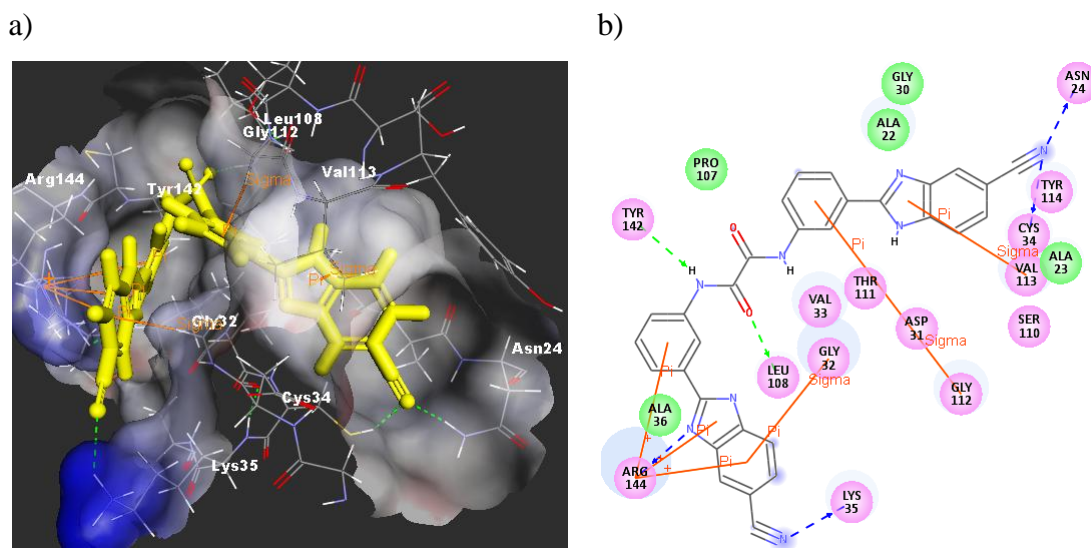 a)
b)
Leu108
Gly112
Val113
Arg144
Tyr142
Sigma
Pi
Gly32
Sigma
Asn24
Cys34
Lys35
ASN
24
GLY
30
ALA
22
PRO
107
N
N
TYR
114
TYR
142
Pi
CYS
34
O
N
H
Sigma
ALA
23
VAL
113
H
N
N
H
Pi
THR
111
O
VAL
33
SER
110
ASP
31
Sigma
GLY
32
LEU
108
Sigma
GLY
112
Pi
ALA
36
N
N
Pi
Pi
+
+
Pi
ARG
144
LYS
35
N